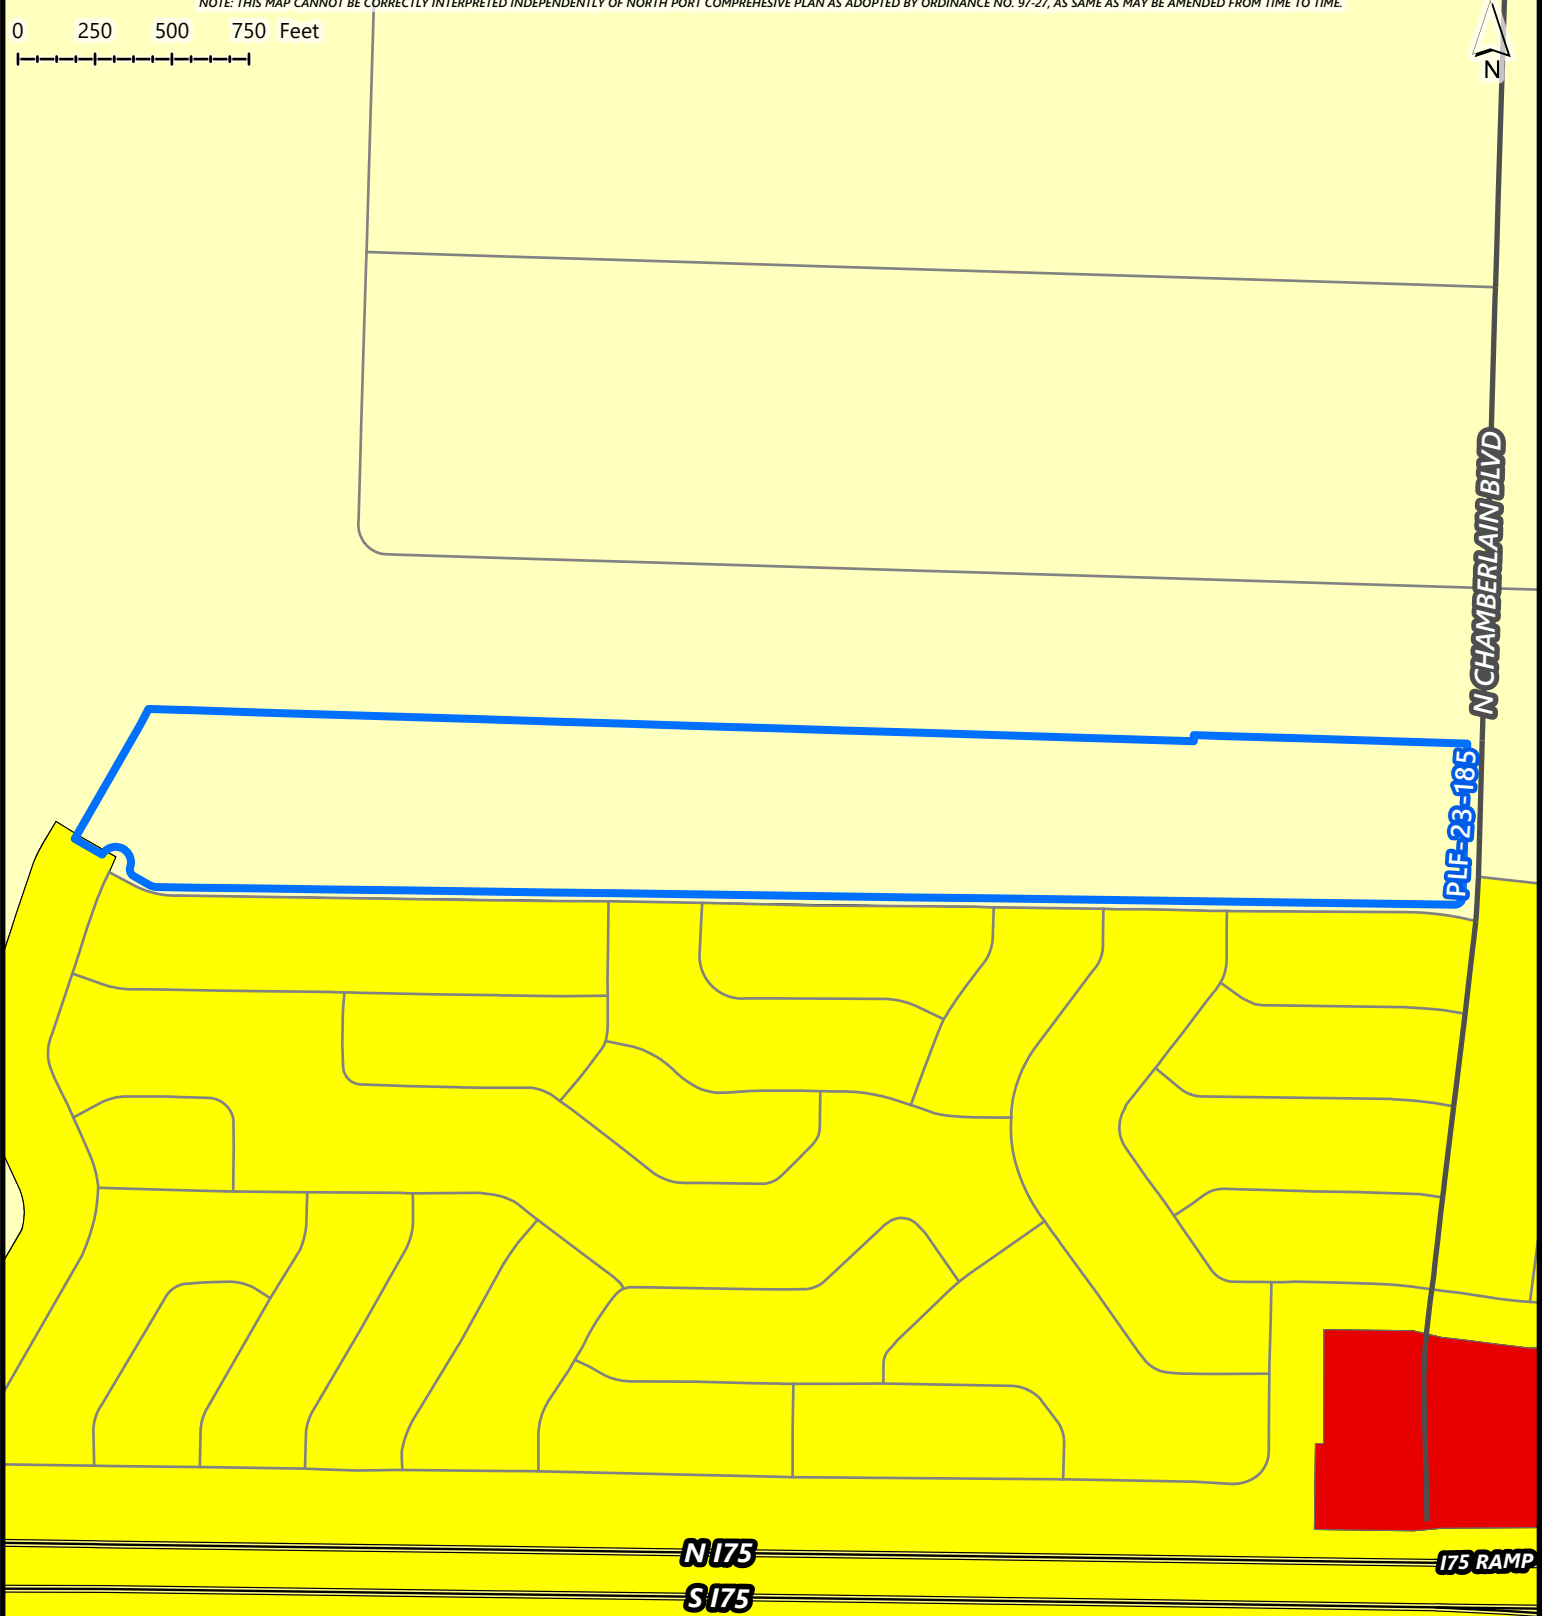 NOTE: THIS MAP CANNOT BE CORRECTLY INTERPRETED INDEPENDENTLY OF NORTH PORT COMPREHESIVE PLAN AS ADOPTED BY ORDINANCE NO. 97-27, AS SAME AS MAY BE AMENDED FROM TIME TO TIME.
0 250 500 750 Feet
N
N CHAMBERLAIN BLVD
PLF-23-185
N I75
I75 RAMP
S I75